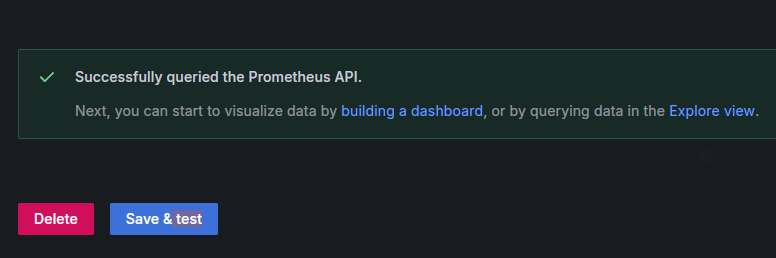 Successfully queried the Prometheus API.
Next, you can start to visualize data by building a dashboard, or by querying data in the Explore view.
Delete
Save & test